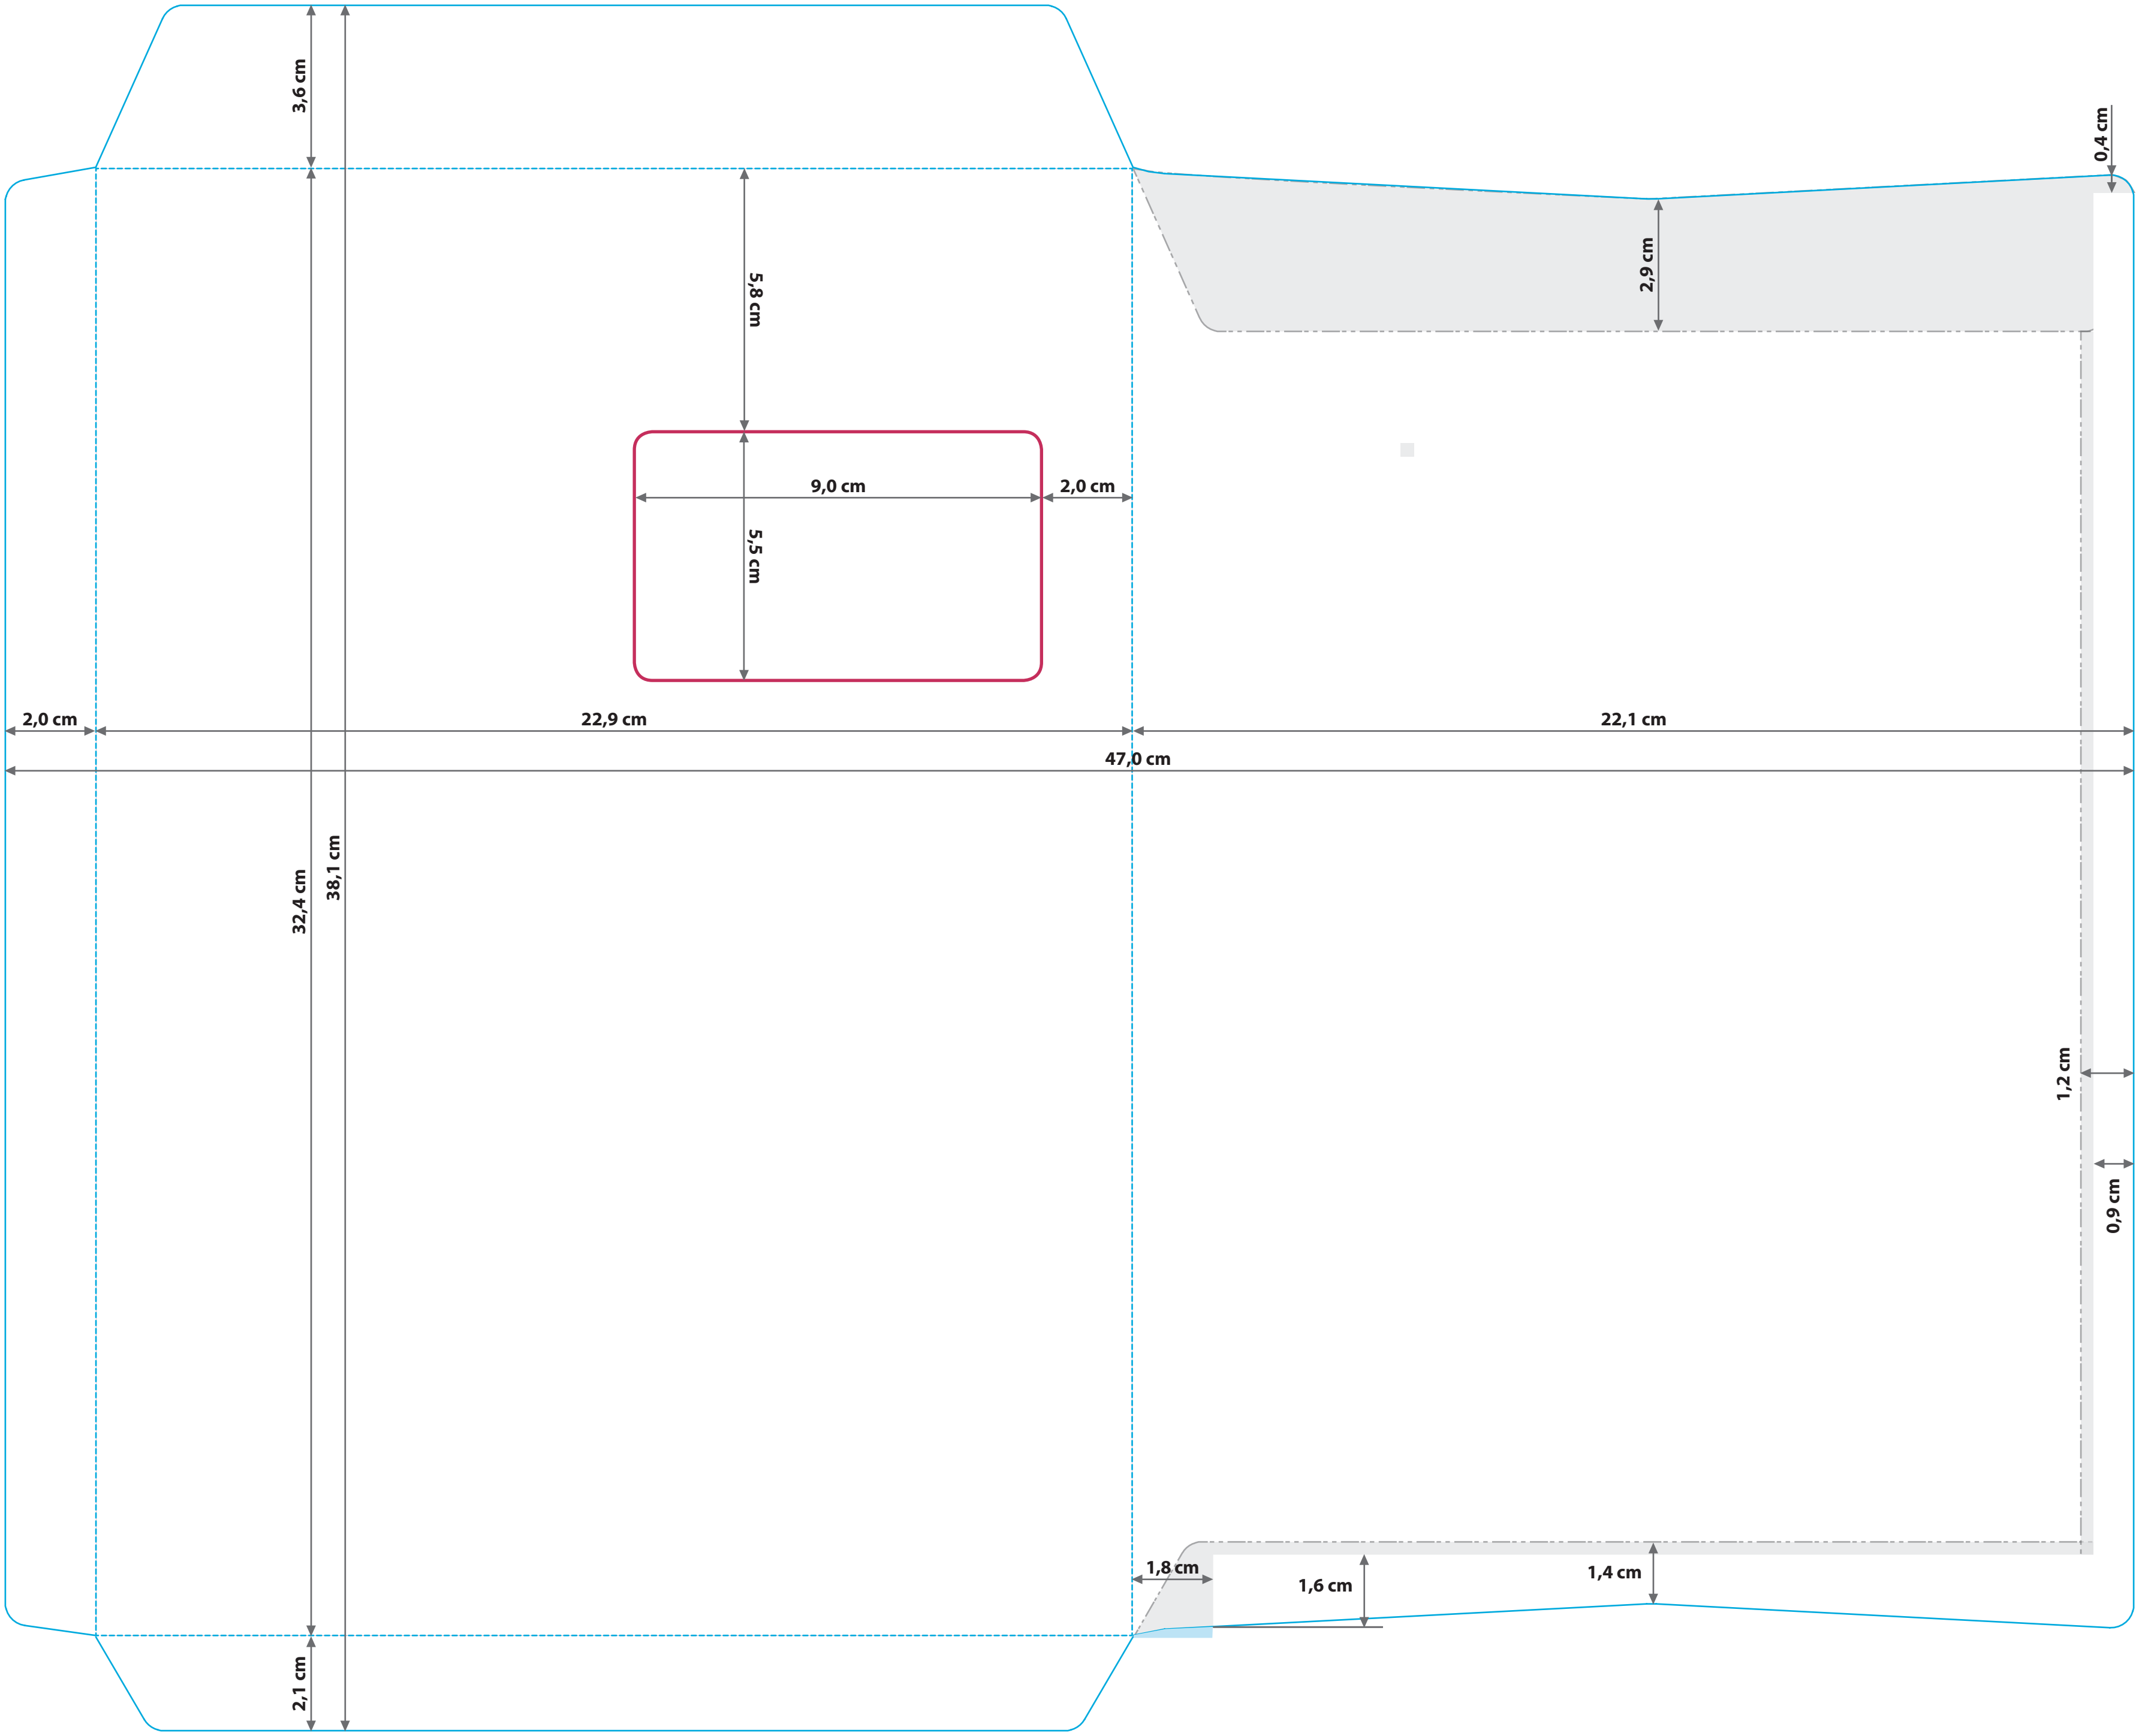 3,6 cm
0,4 cm
2,9 cm
5,8 cm
9,0 cm
2,0 cm
5,5 cm
2,0 cm
22,9 cm
22,1 cm
47,0 cm
38,1 cm
32,4 cm
1,2 cm
0,9 cm
1,8 cm
1,6 cm
1,4 cm
2,1 cm